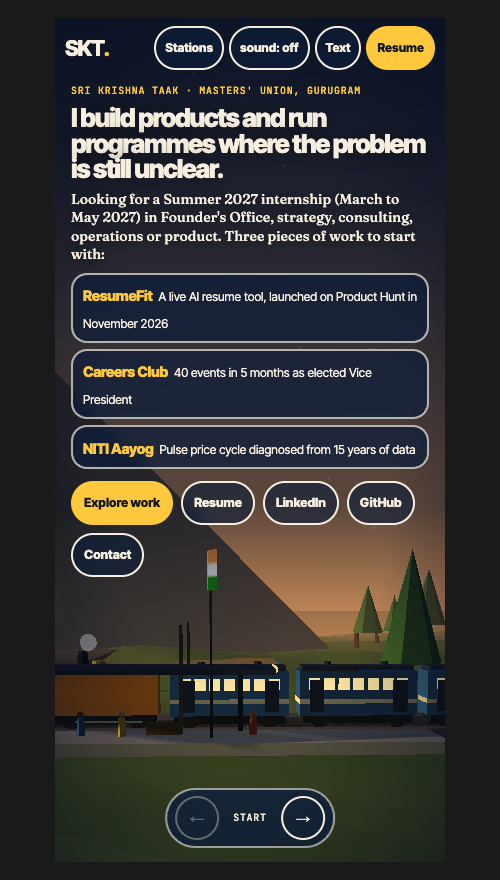 SKT.
Stations
sound: off
Text
Resume
SRI KRISHNA TAAK · MASTERS' UNION, GURUGRAM
I build products and run
programmes where the problem
is still unclear.
Looking for a Summer 2027 internship (March to
May 2027) in Founder's Office, strategy, consulting,
operations or product. Three pieces of work to start
with:
ResumeFit A live AI resume tool, launched on Product Hunt in
November 2026
Careers Club 40 events in 5 months as elected Vice
President
NITI Aayog Pulse price cycle diagnosed from 15 years of data
Explore work
Resume
LinkedIn
GitHub
Contact
← START →